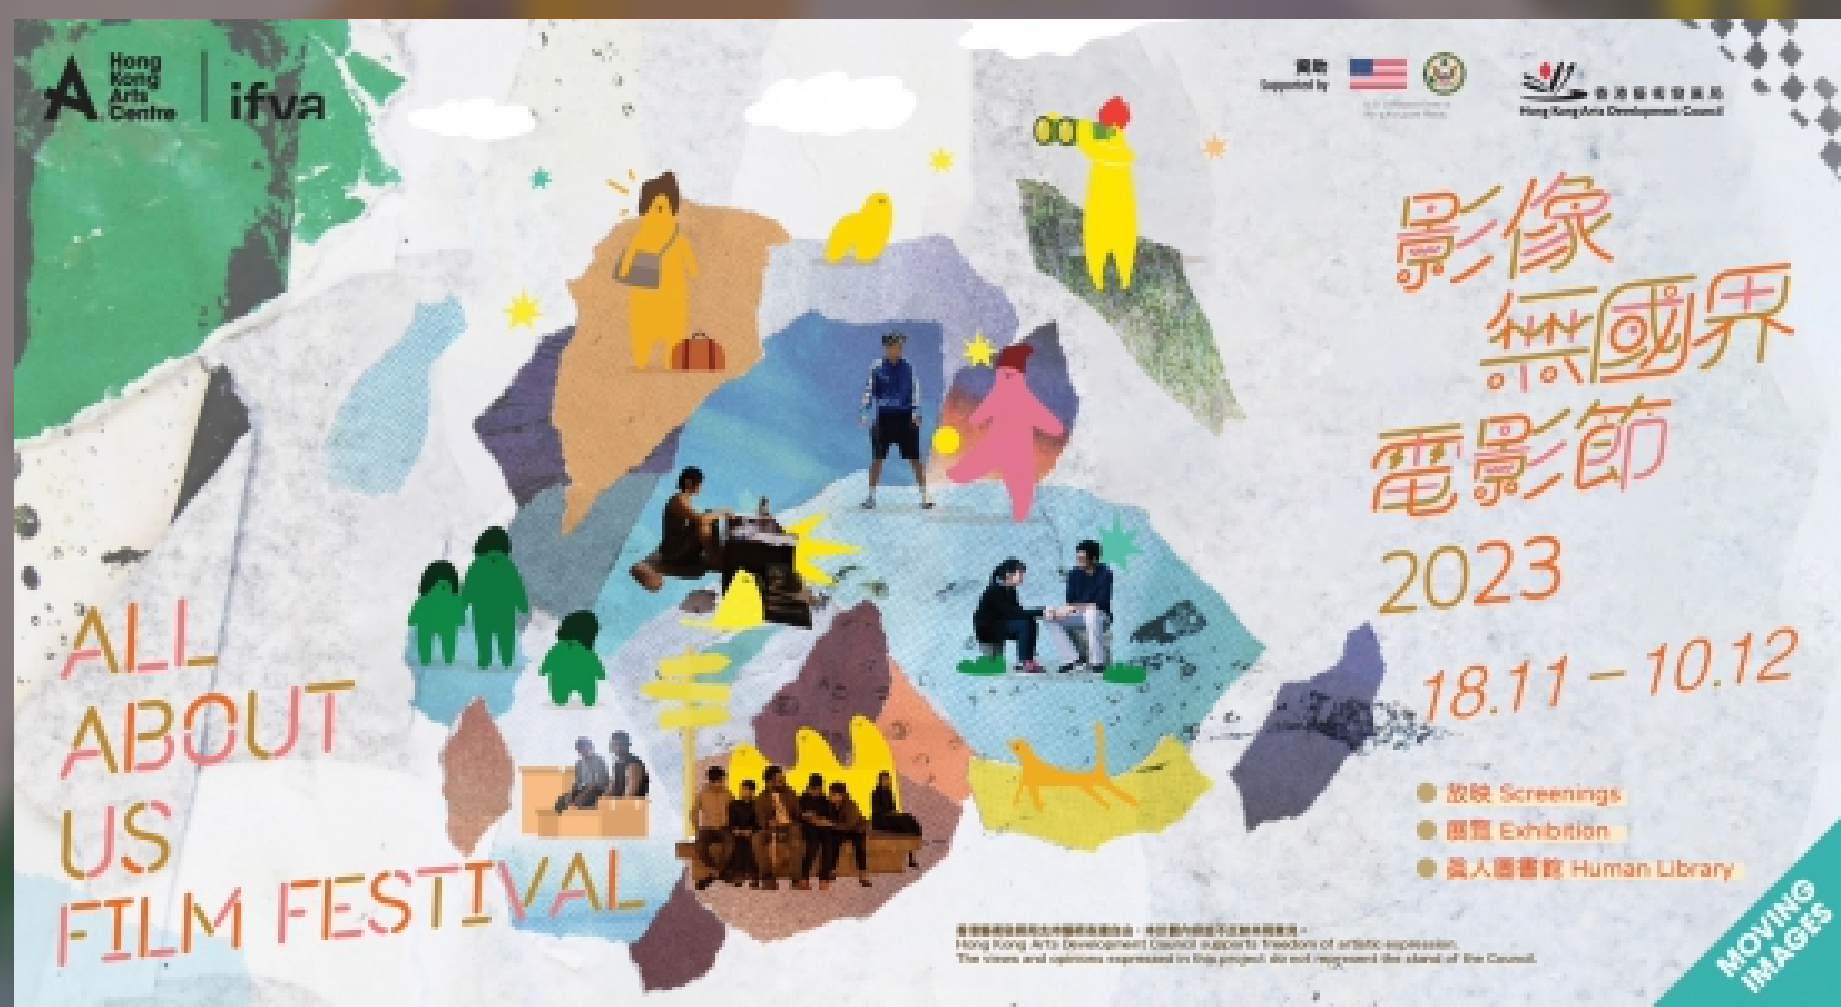 Hong
Kong
Arts
Centre
ifva
資助
Supported by
香港藝術發展局
Hong Kong Arts Development Council
影像
無國界
電影節
2023
18.11 – 10.12
放映 Screenings
展覽 Exhibition
真人圖書館 Human Library
ALL
ABOUT
US
FILM FESTIVAL
Hong Kong Arts Development Council supports freedom of artistic expression.
The views and opinions expressed in this project do not represent the stand of the Council.
MOVING
IMAGES